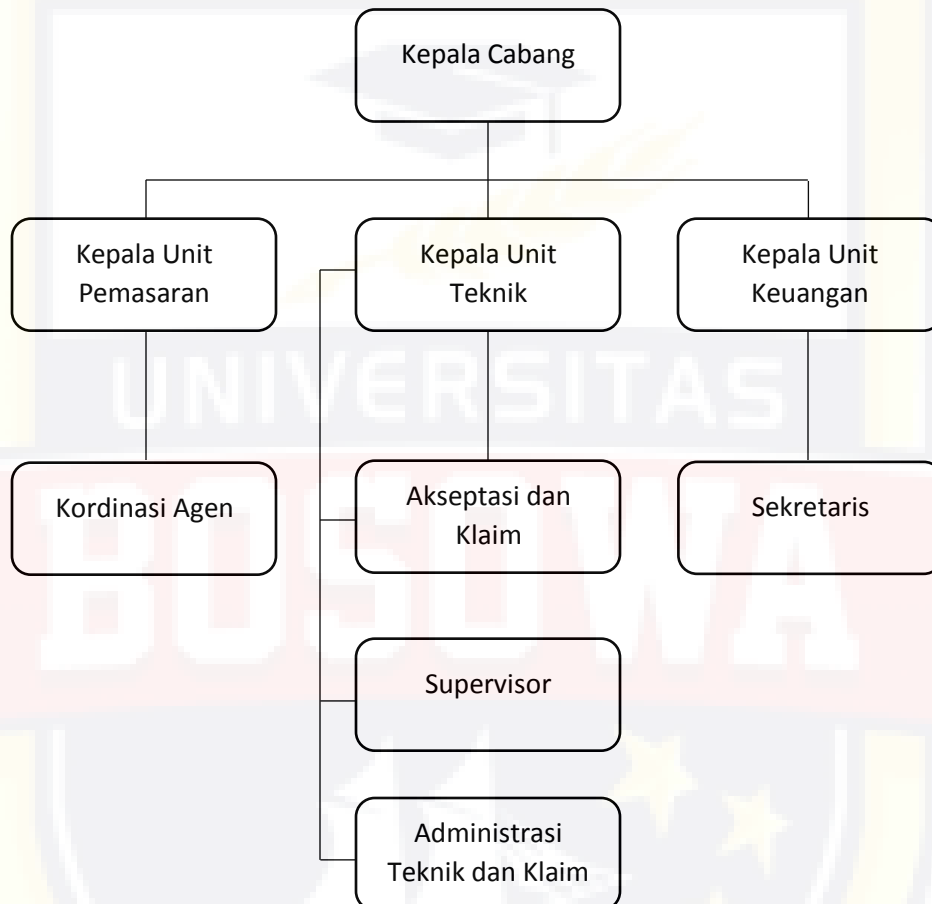 Kepala Cabang
Kepala Unit
Pemasaran
Kepala Unit
Teknik
Kepala Unit
Keuangan
UNIVERSITAS
Kordinasi Agen
Akseptasi dan
Klaim
Sekretaris
BOSOWA
Supervisor
Administrasi
Teknik dan Klaim